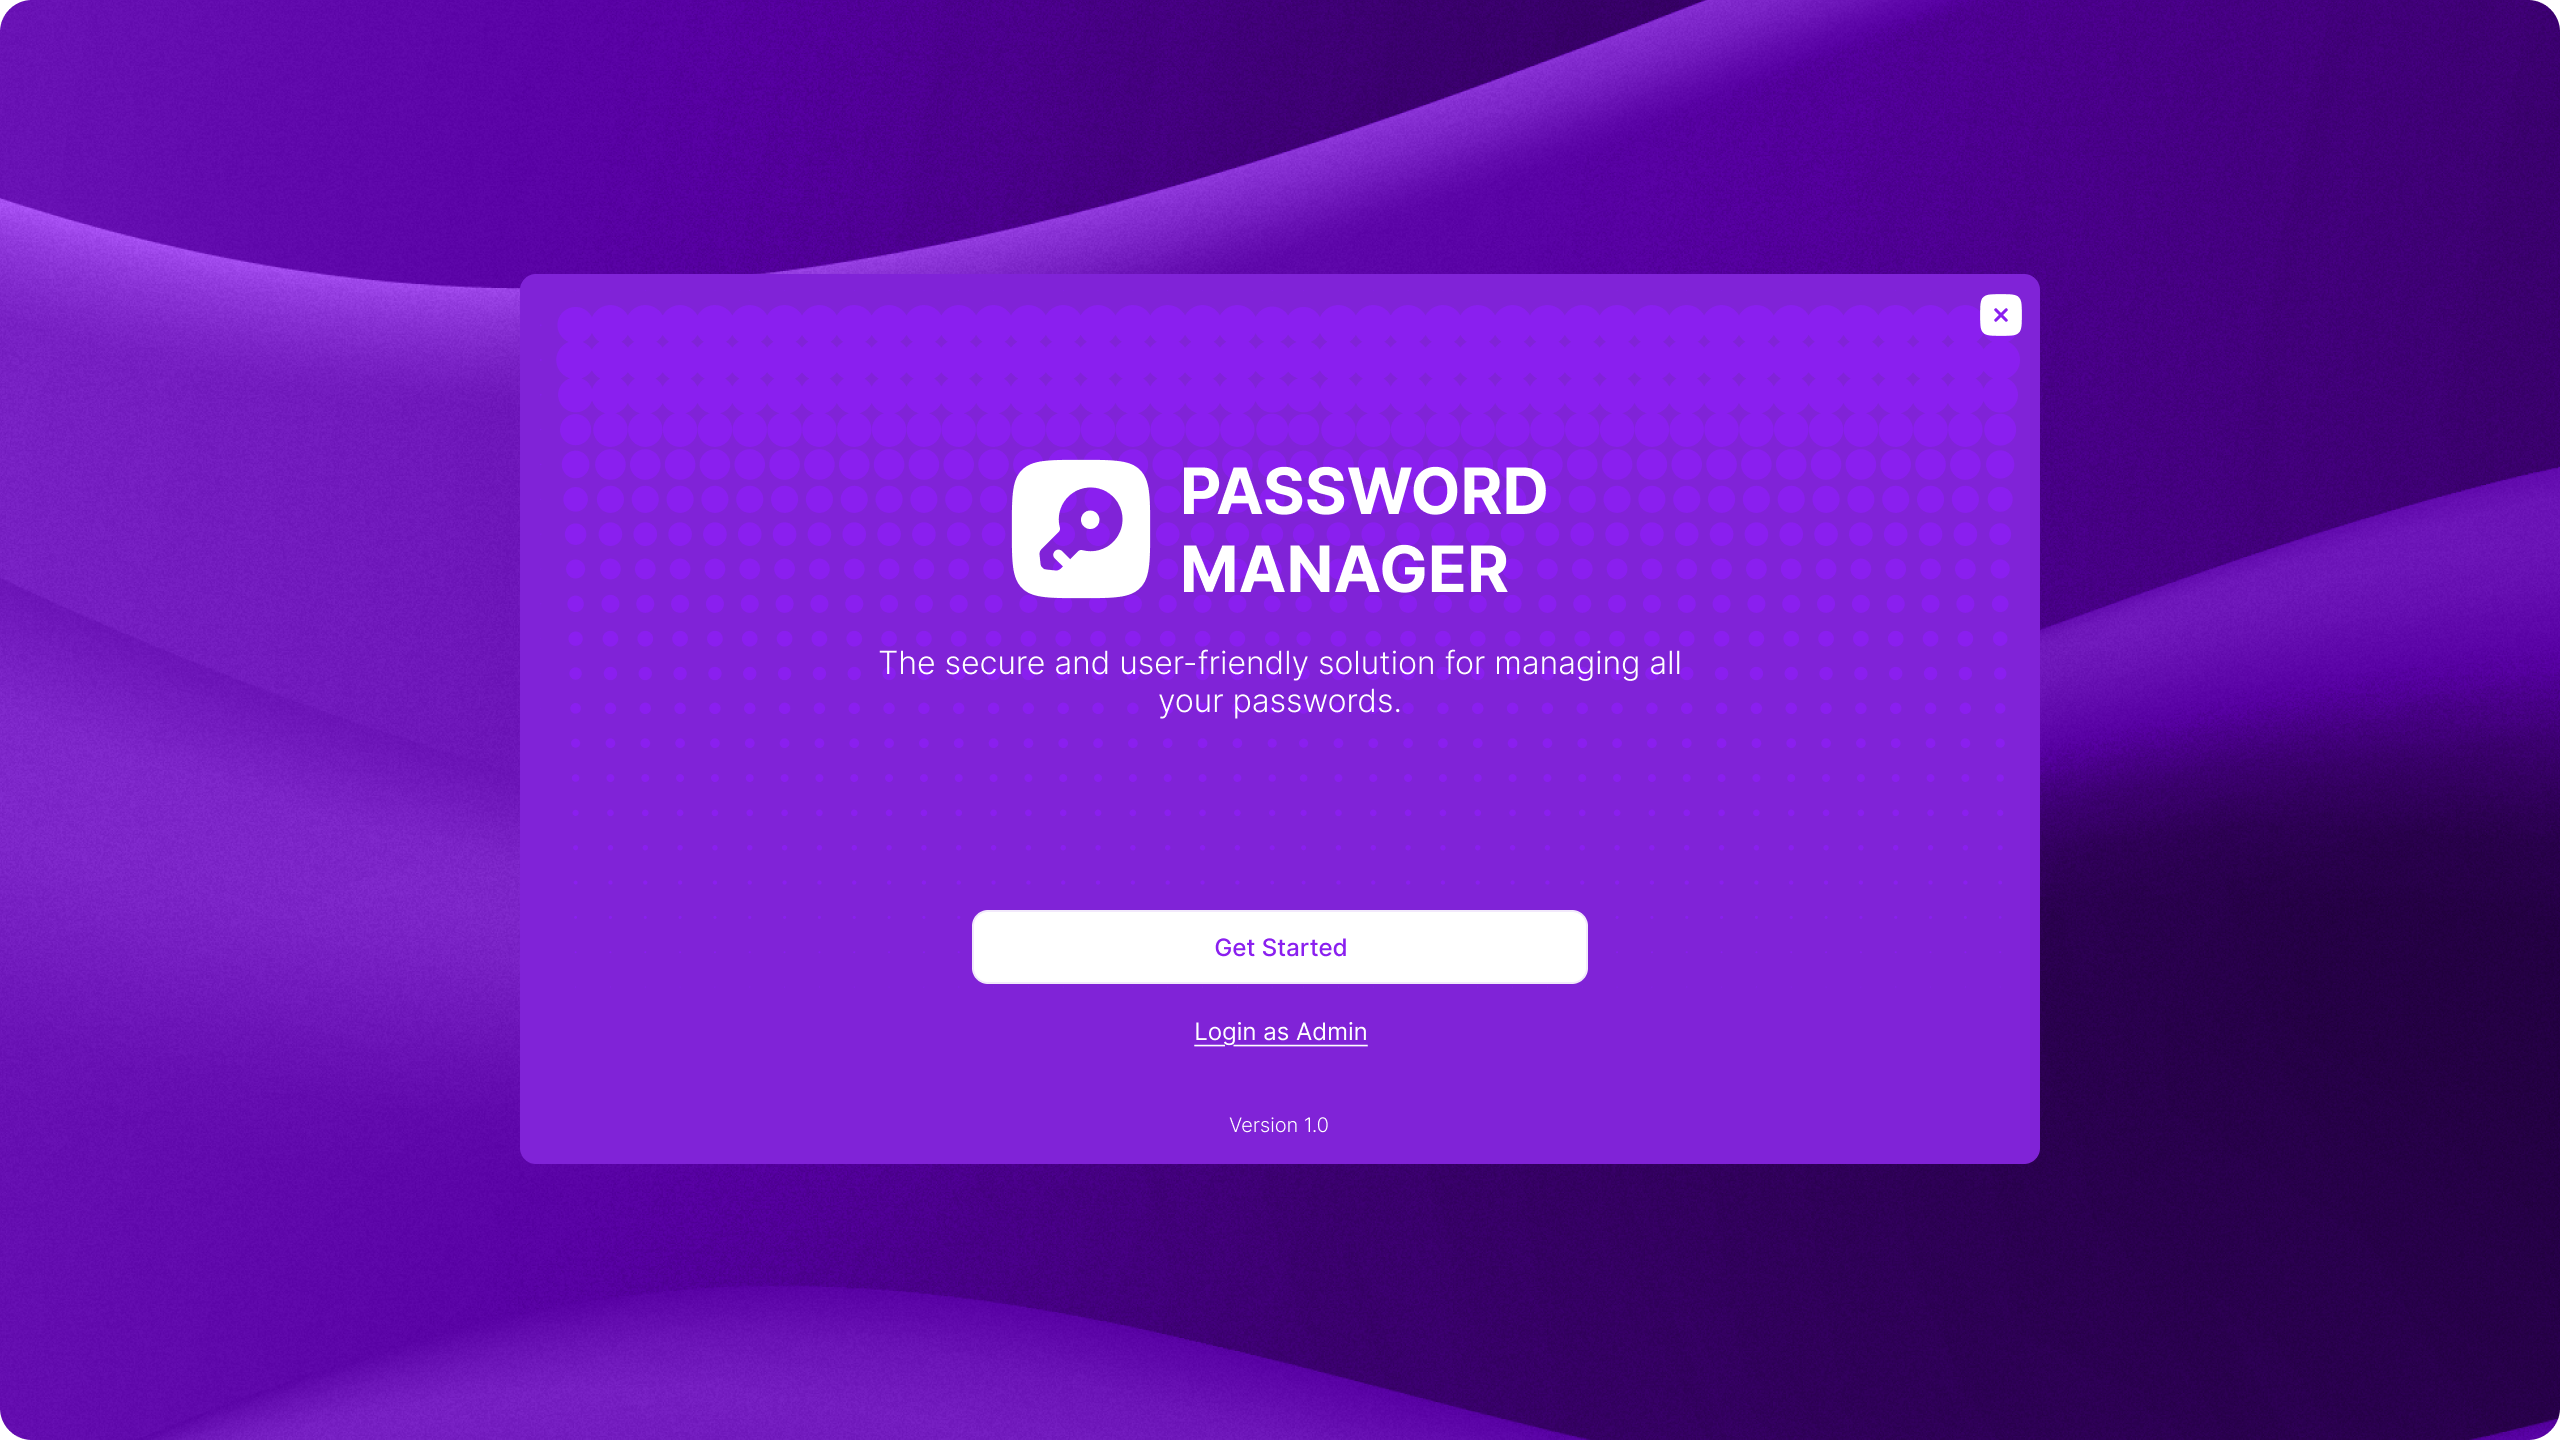 PASSWORD
MANAGER
The secure and user-friendly solution for managing all
your passwords.
Get Started
Login as Admin
Version 1.0